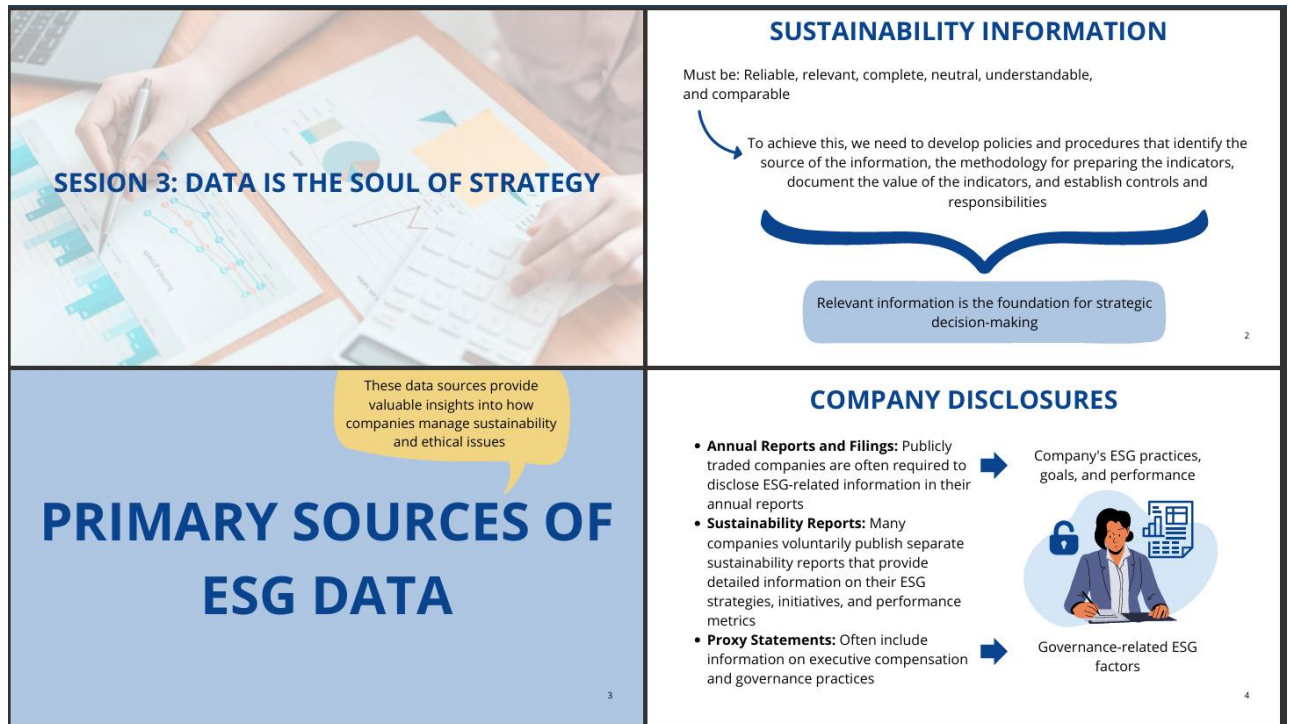 SESION 3: DATA IS THE SOUL OF STRATEGY
SUSTAINABILITY INFORMATION
Must be: Reliable, relevant, complete, neutral, understandable,
and comparable
To achieve this, we need to develop policies and procedures that identify the
source of the information, the methodology for preparing the indicators,
document the value of the indicators, and establish controls and
responsibilities
Relevant information is the foundation for strategic
decision-making
2
These data sources provide
valuable insights into how
companies manage sustainability
and ethical issues
PRIMARY SOURCES OF
ESG DATA
3
COMPANY DISCLOSURES
• Annual Reports and Filings: Publicly
traded companies are often required to
disclose ESG-related information in their
annual reports
• Sustainability Reports: Many
companies voluntarily publish separate
sustainability reports that provide
detailed information on their ESG
strategies, initiatives, and performance
metrics
• Proxy Statements: Often include
information on executive compensation
and governance practices
Company's ESG practices,
goals, and performance
Governance-related ESG
factors
4